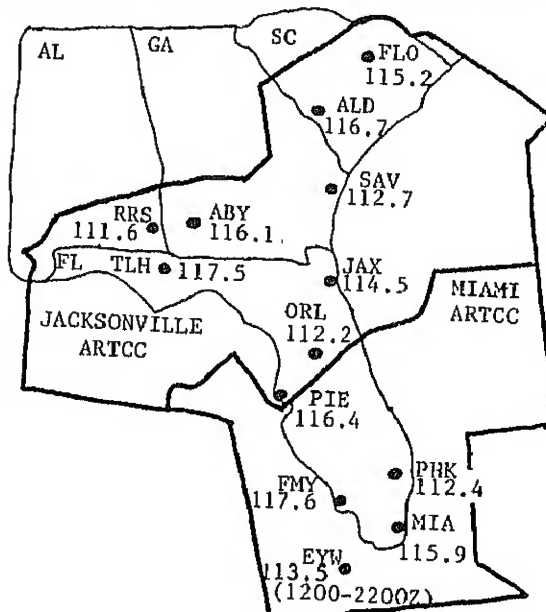 AL
GA
SC
FLO
115.2
ALD
116.7
SAV
112.7
RRS
111.6
ABY
116.1
FL
TLH
117.5
JAX
114.5
MIAMI
ARTCC
JACKSONVILLE
ARTCC
ORL
112.2
PIE
116.4
PHK
112.4
FMY
117.6
MIA
115.9
EYW
113.5
(1200-2200Z)